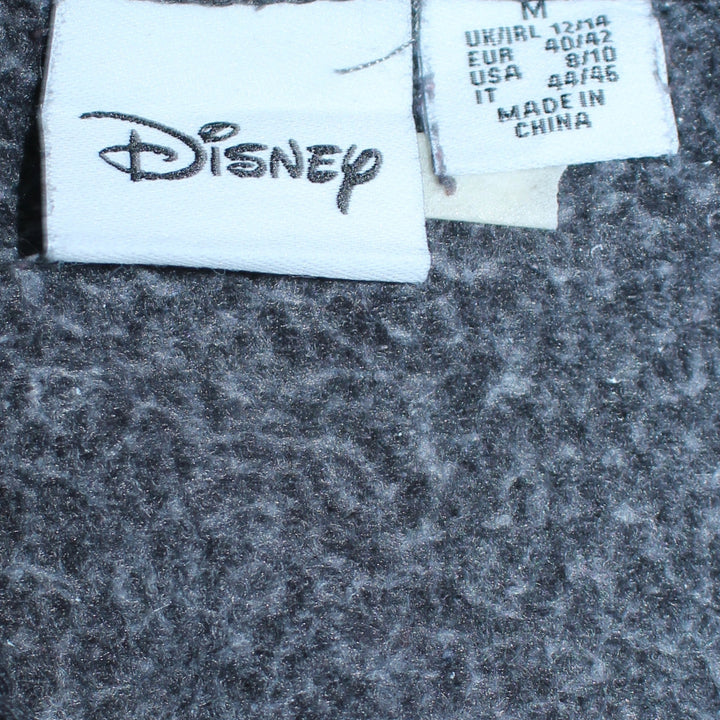 Disney
M
UK/IRL 12/14
EUR 40/42
USA 8/10
IT 44/46
MADE IN
CHINA